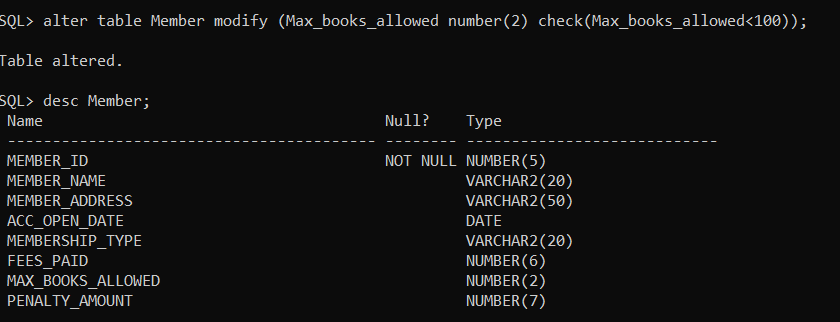 SQL> alter table Member modify (Max_books_allowed number(2) check(Max_books_allowed<100));
Table altered.
SQL> desc Member;
Name                                      Null?    Type
----------------------------------------- -------- ----------------------------
MEMBER_ID                                 NOT NULL NUMBER(5)
MEMBER_NAME                                        VARCHAR2(20)
MEMBER_ADDRESS                                     VARCHAR2(50)
ACC_OPEN_DATE                                      DATE
MEMBERSHIP_TYPE                                    VARCHAR2(20)
FEES_PAID                                          NUMBER(6)
MAX_BOOKS_ALLOWED                                  NUMBER(2)
PENALTY_AMOUNT                                     NUMBER(7)